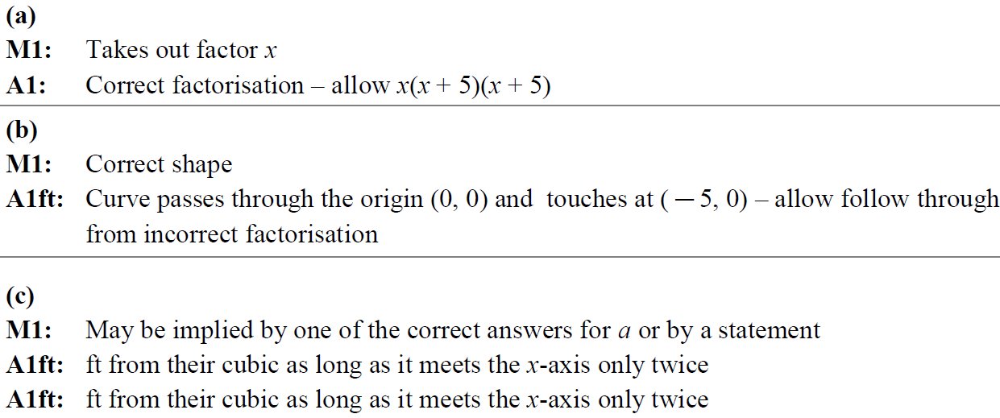 (a)
M1: Takes out factor x
A1: Correct factorisation – allow x(x + 5)(x + 5)
(b)
M1: Correct shape
A1ft: Curve passes through the origin (0, 0) and touches at ( – 5, 0) – allow follow through
from incorrect factorisation
(c)
M1: May be implied by one of the correct answers for a or by a statement
A1ft: ft from their cubic as long as it meets the x-axis only twice
A1ft: ft from their cubic as long as it meets the x-axis only twice